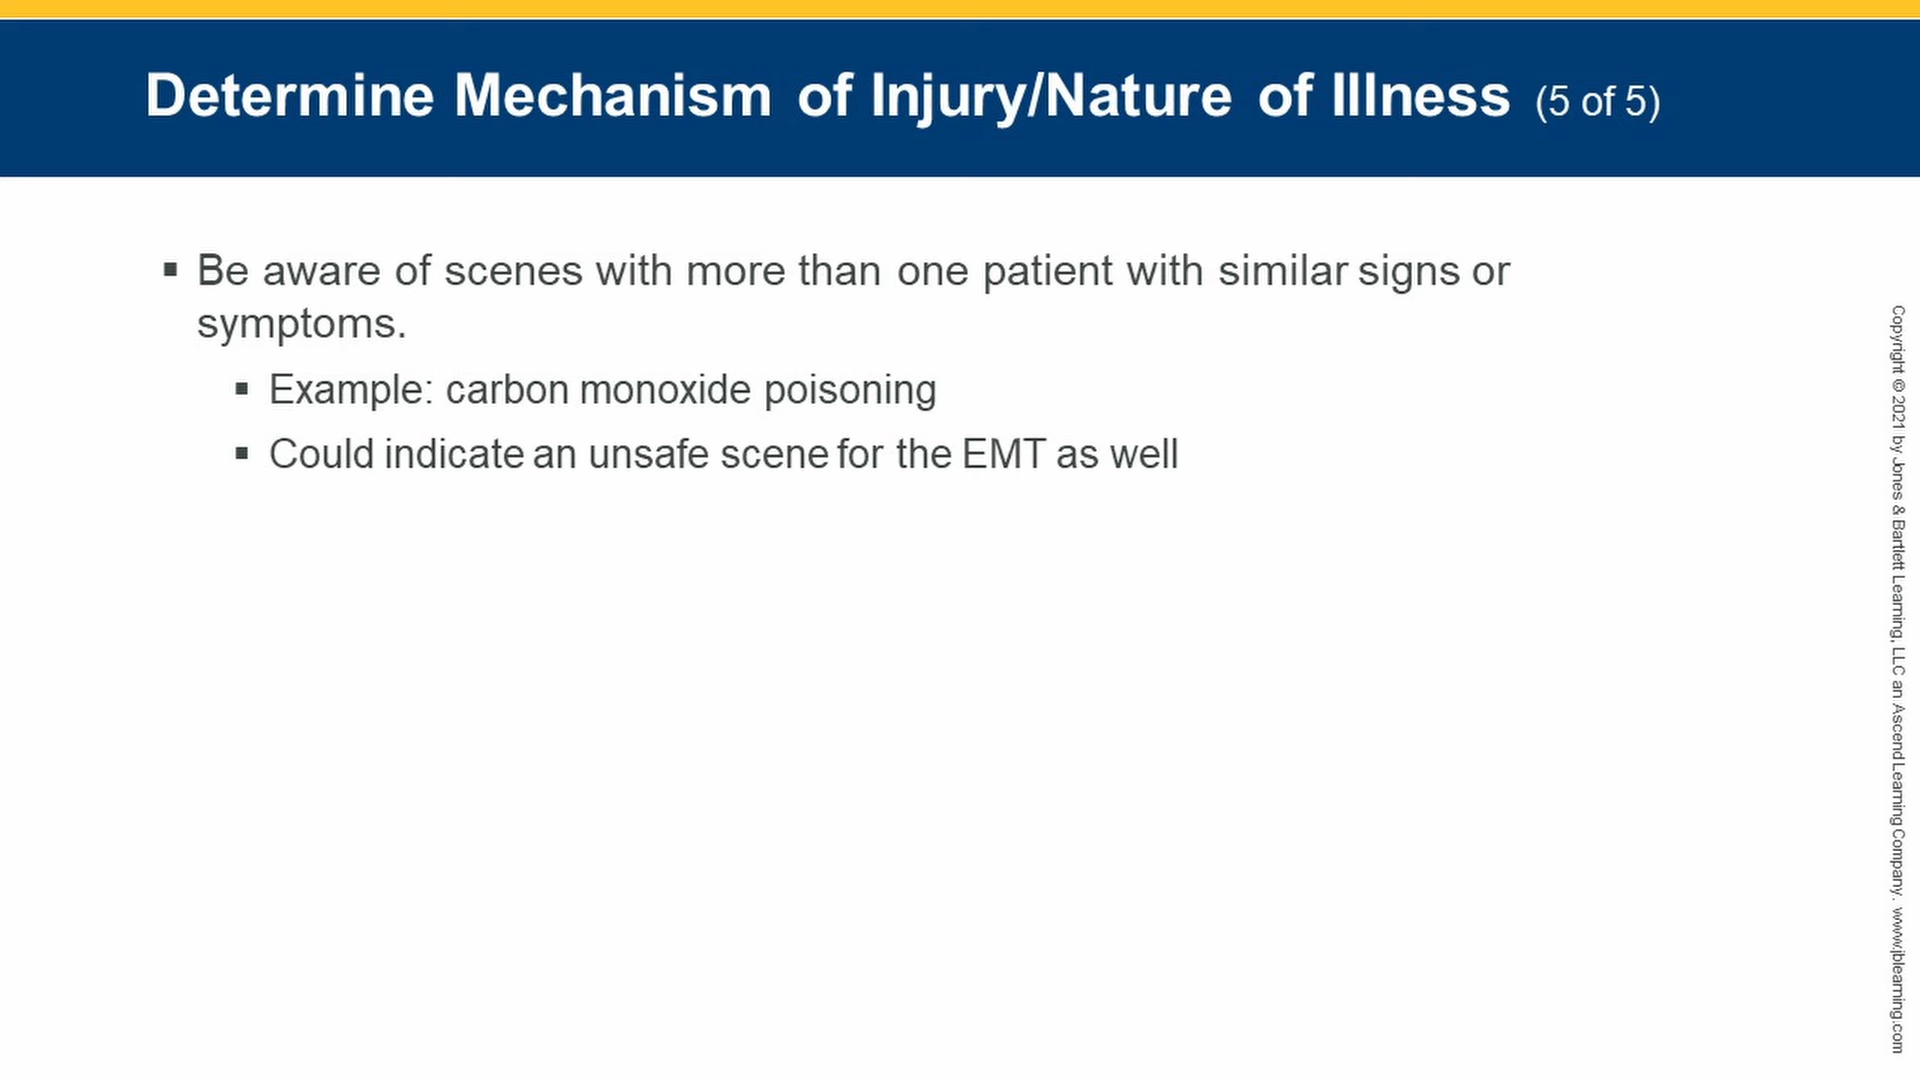 Determine Mechanism of Injury/Nature of Illness (5 of 5)
▪ Be aware of scenes with more than one patient with similar signs or
symptoms.
▪ Example: carbon monoxide poisoning
▪ Could indicate an unsafe scene for the EMT as well
Copyright © 2021 by Jones & Bartlett Learning, LLC an Ascend Learning Company. www.jblearning.com